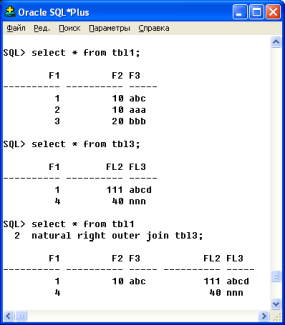 Oracle SQL*Plus
Файл Ред. Поиск Параметры Справка
SQL> select * from tbl1;
F1 F2 F3
---------- ---------- -----
1 10 abc
2 10 aaa
3 20 bbb
SQL> select * from tbl3;
F1 FL2 FL3
---------- ---------- -----
1 111 abcd
4 40 nnn
SQL> select * from tbl1
2 natural right outer join tbl3;
F1 F2 F3 FL2 FL3
---------- ---------- ----- ---------- -----
1 10 abc 111 abcd
4 40 nnn